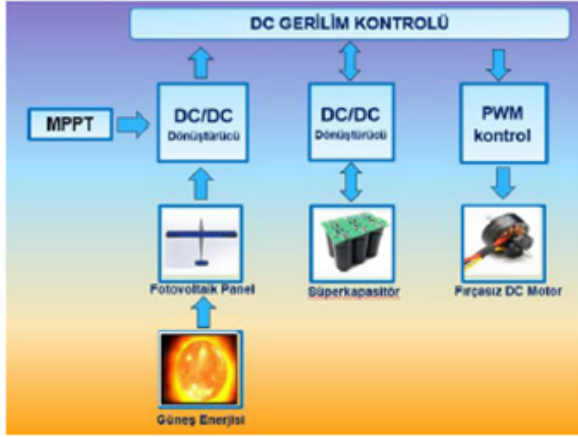 DC GERİLİM KONTROLÜ
MPPT
DC/DC
Dönüştürücü
DC/DC
Dönüştürücü
PWM
kontrol
Fotovoltaik Panel
Süperkapasitör
Fırçasız DC Motor
Güneş Enerjisi